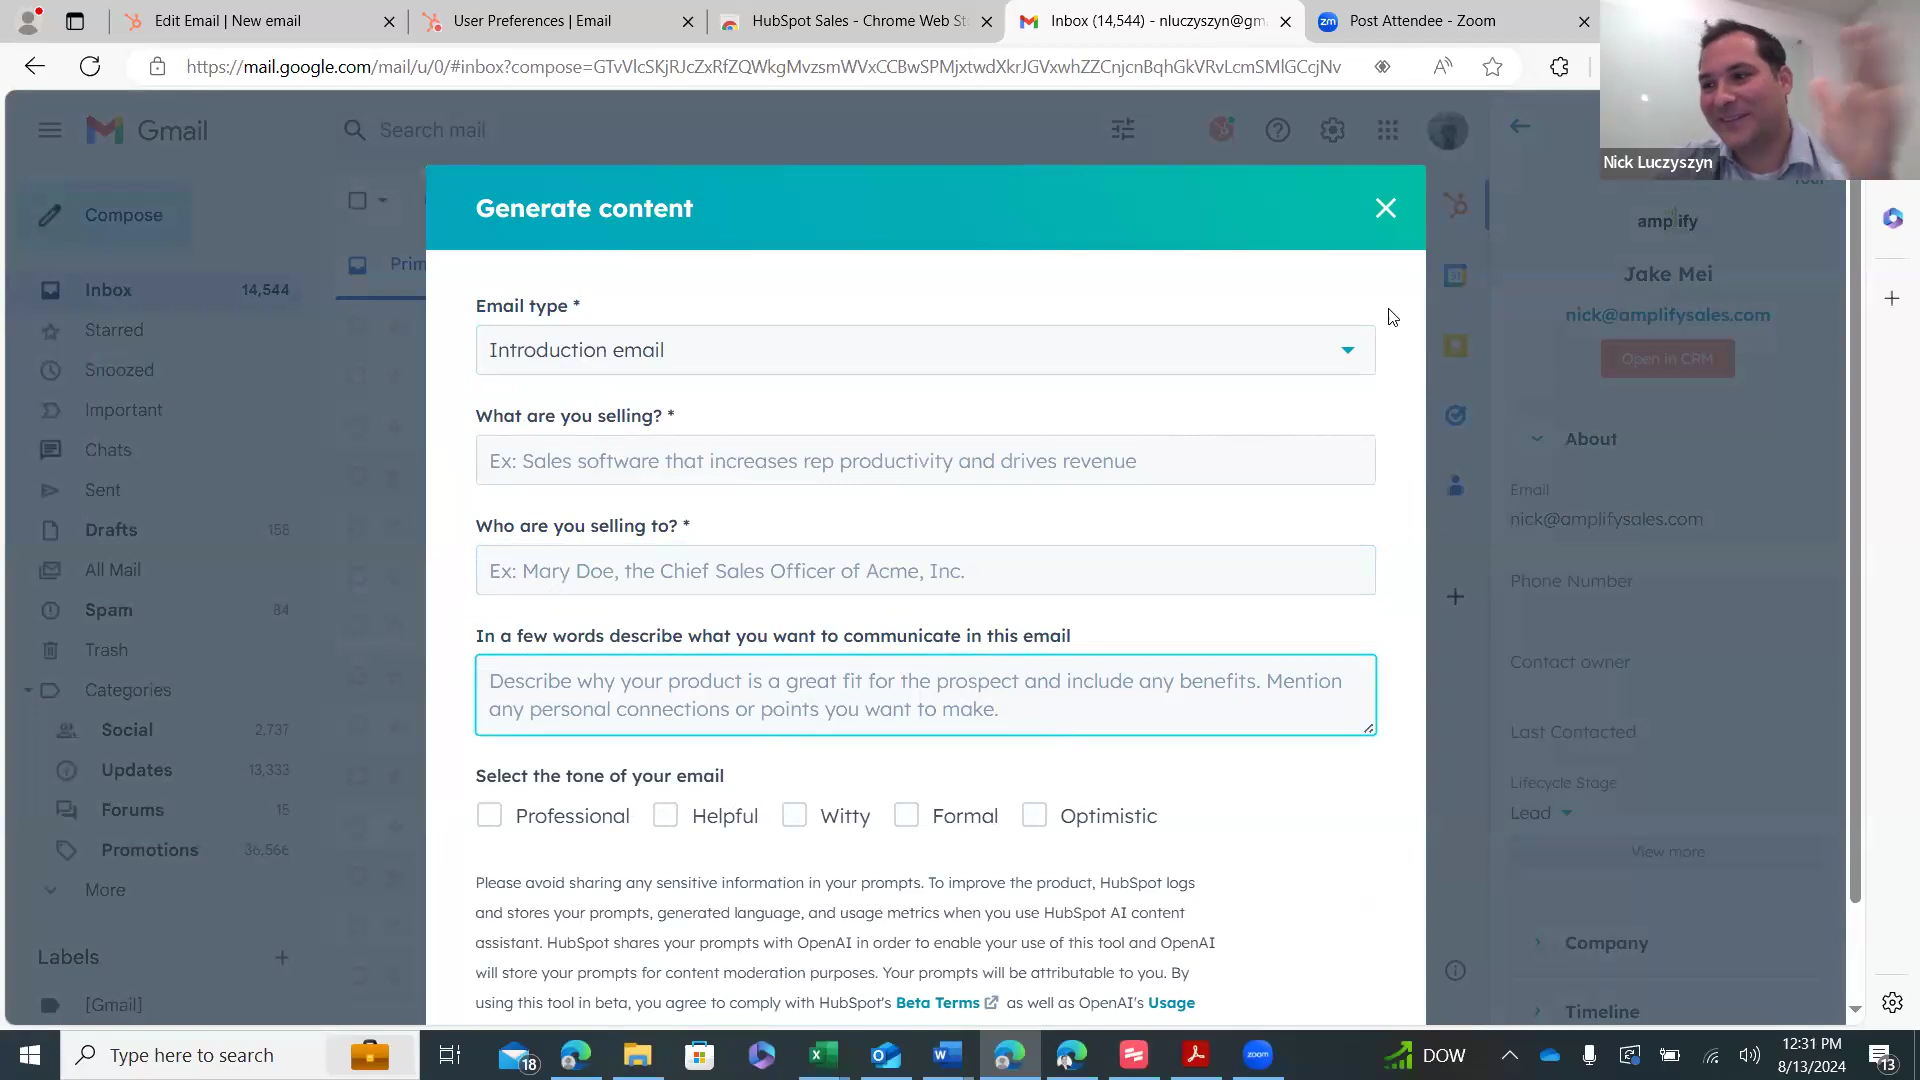 Edit Email | New email
User Preferences | Email
HubSpot Sales - Chrome Web St
Inbox (14,544) - nluczyszyn@gm
zm
Post Attendee - Zoom
https://mail.google.com/mail/u/0/#inbox?compose=GTvVlcSKjRJcZxRfZQWkgMvzsmWVxCCBwSPMjxtwdXkrJGVxwhZZCnjcnBqhGkVRvLcmSMlGCcjNv
Nick Luczyszyn
Gmail
Search mail
Compose
Inbox 14,544
Starred
Snoozed
Important
Chats
Sent
Drafts 158
All Mail
Spam 84
Trash
Categories
Social 2,737
Updates 13,333
Forums 15
Promotions 36,566
More
Labels
[Gmail]
Prim
Generate content
Email type *
Introduction email
What are you selling? *
Ex: Sales software that increases rep productivity and drives revenue
Who are you selling to? *
Ex: Mary Doe, the Chief Sales Officer of Acme, Inc.
In a few words describe what you want to communicate in this email
Describe why your product is a great fit for the prospect and include any benefits. Mention
any personal connections or points you want to make.
Select the tone of your email
Professional Helpful Witty Formal Optimistic
Please avoid sharing any sensitive information in your prompts. To improve the product, HubSpot logs
and stores your prompts, generated language, and usage metrics when you use HubSpot AI content
assistant. HubSpot shares your prompts with OpenAI in order to enable your use of this tool and OpenAI
will store your prompts for content moderation purposes. Your prompts will be attributable to you. By
using this tool in beta, you agree to comply with HubSpot's Beta Terms as well as OpenAI's Usage
amplify
Jake Mei
nick@amplifysales.com
Open in CRM
About
Email
nick@amplifysales.com
Phone Number
Contact owner
Last Contacted
Lifecycle Stage
Lead
View more
Company
Timeline
Type here to search
18
zoom
DOW
12:31 PM
8/13/2024
13